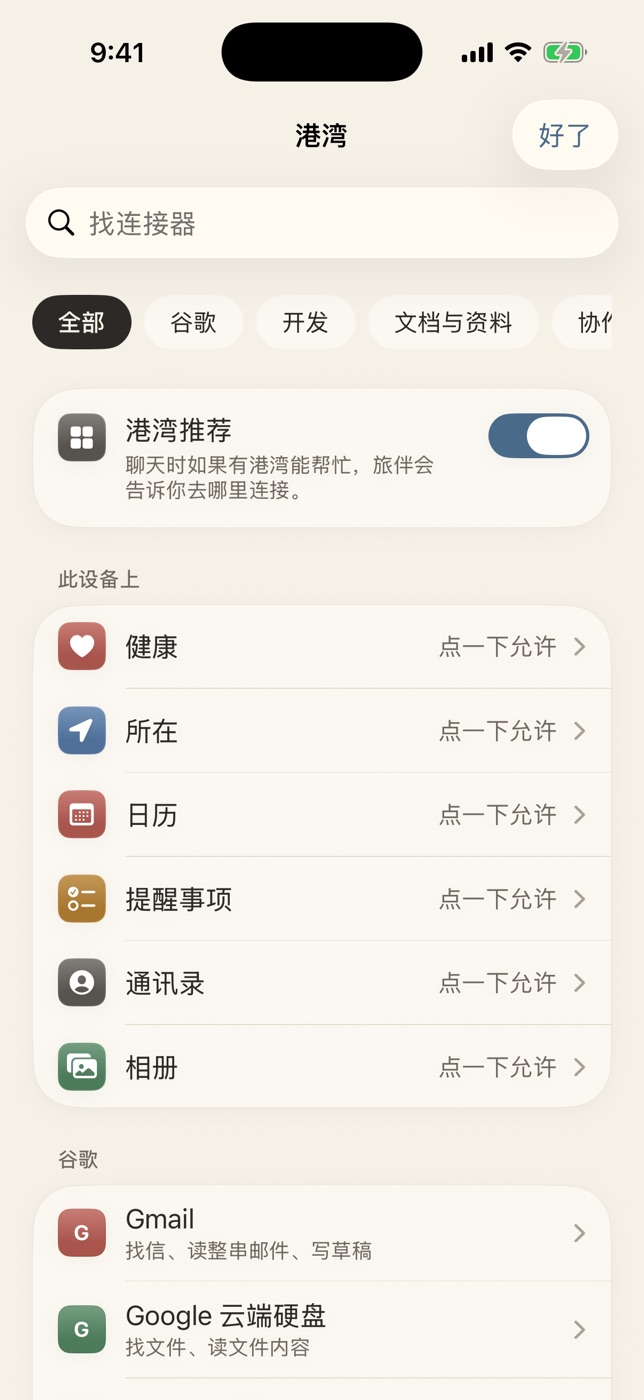 9:41
港湾
好了
找连接器
全部
谷歌
开发
文档与资料
港湾推荐
聊天时如果有港湾能帮忙，旅伴会
告诉你去哪里连接。
此设备上
健康
点一下允许
所在
点一下允许
日历
点一下允许
提醒事项
点一下允许
通讯录
点一下允许
相册
点一下允许
谷歌
G
Gmail
找信、读整串邮件、写草稿
G
Google 云端硬盘
找文件、读文件内容